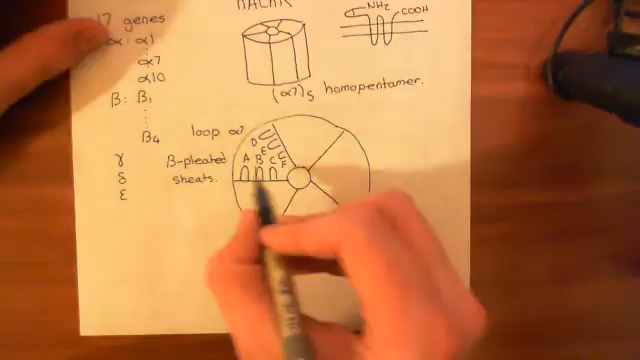 nAChR
17 genes
α: α1
⋮
α7
α10
β: β1
⋮
β4
γ
δ
ε
NH2
COOH
(α7)5 homopentamer.
loop α7
β-pleated
sheats.
D
E
F
A B C